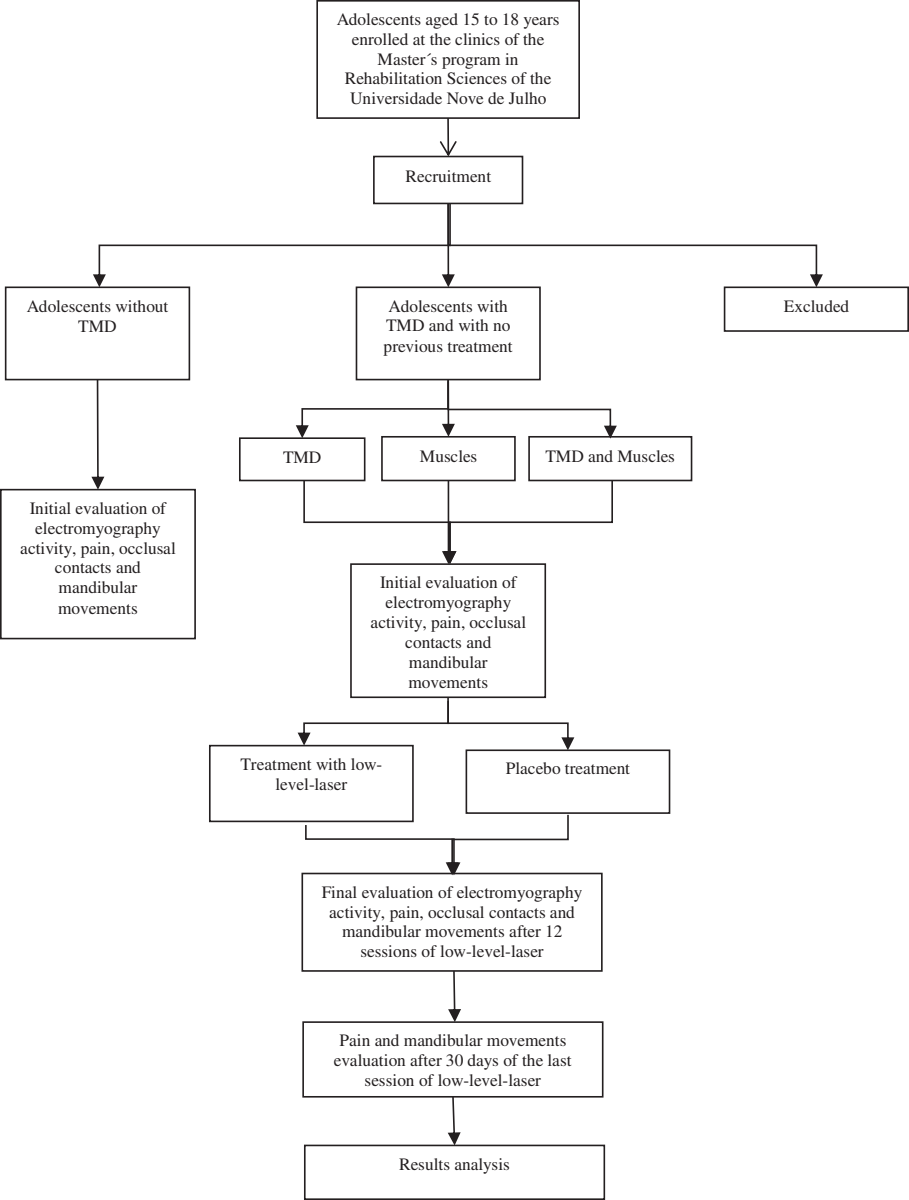 Adolescents aged 15 to 18 years
enrolled at the clinics of the
Master´s program in
Rehabilitation Sciences of the
Universidade Nove de Julho
Recruitment
Adolescents without
TMD
Adolescents with
TMD and with no
previous treatment
Excluded
TMD
Muscles
TMD and Muscles
Initial evaluation of
electromyography
activity, pain, occlusal
contacts and
mandibular
movements
Initial evaluation of
electromyography
activity, pain, occlusal
contacts and
mandibular
movements
Treatment with low-
level-laser
Placebo treatment
Final evaluation of electromyography
activity, pain, occlusal contacts and
mandibular movements after 12
sessions of low-level-laser
Pain and mandibular movements
evaluation after 30 days of the last
session of low-level-laser
Results analysis